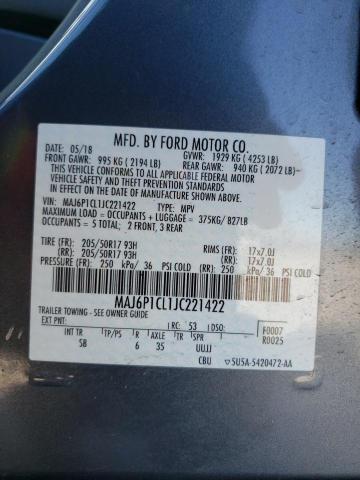 MFD. BY FORD MOTOR CO.
DATE: 05/18 GVWR: 1929 KG ( 4253 LB)
FRONT GAWR: 995 KG ( 2194 LB) REAR GAWR: 940 KG ( 2072 LB)
THIS VEHICLE CONFORMS TO ALL APPLICABLE FEDERAL MOTOR
VEHICLE SAFETY AND THEFT PREVENTION STANDARDS IN EFFECT ON
THE DATE OF MANUFACTURE SHOWN ABOVE.
VIN: MAJ6P1CL1JC221422 TYPE: MPV
MAXIMUM LOAD = OCCUPANTS + LUGGAGE = 375KG/ 827LB
OCCUPANTS = 5 TOTAL; 2 FRONT, 3 REAR
TIRE (FF) 205/50R17 93H RIMS (FF) 17x7.0J
(RR) 205/50R17 93H (RR) 17x7.0J
PRESSURE (FF) 250 kPa/ 36 PSI COLD (RR) 250 kPa/ 36 PSI COLD
MAJ6P1CL1JC221422
TRAILER TOWING - SEE OWNER GUIDE
EXT PNT: RC: 53 DSO: F0007
INT TR TP/PS R AXLE TR SPR R0025
SB 6 35 UUJJ
CBU ▽ 5U5A-5420472-AA